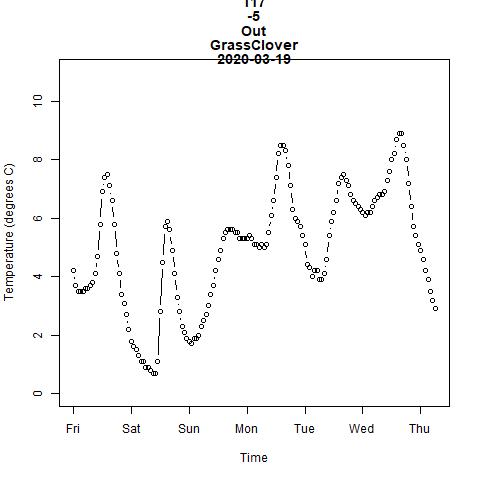 117
-5
Out
GrassClover
2020-03-19
Temperature (degrees C)
10
8
6
4
2
0
Fri
Sat
Sun
Mon
Tue
Wed
Thu
Time